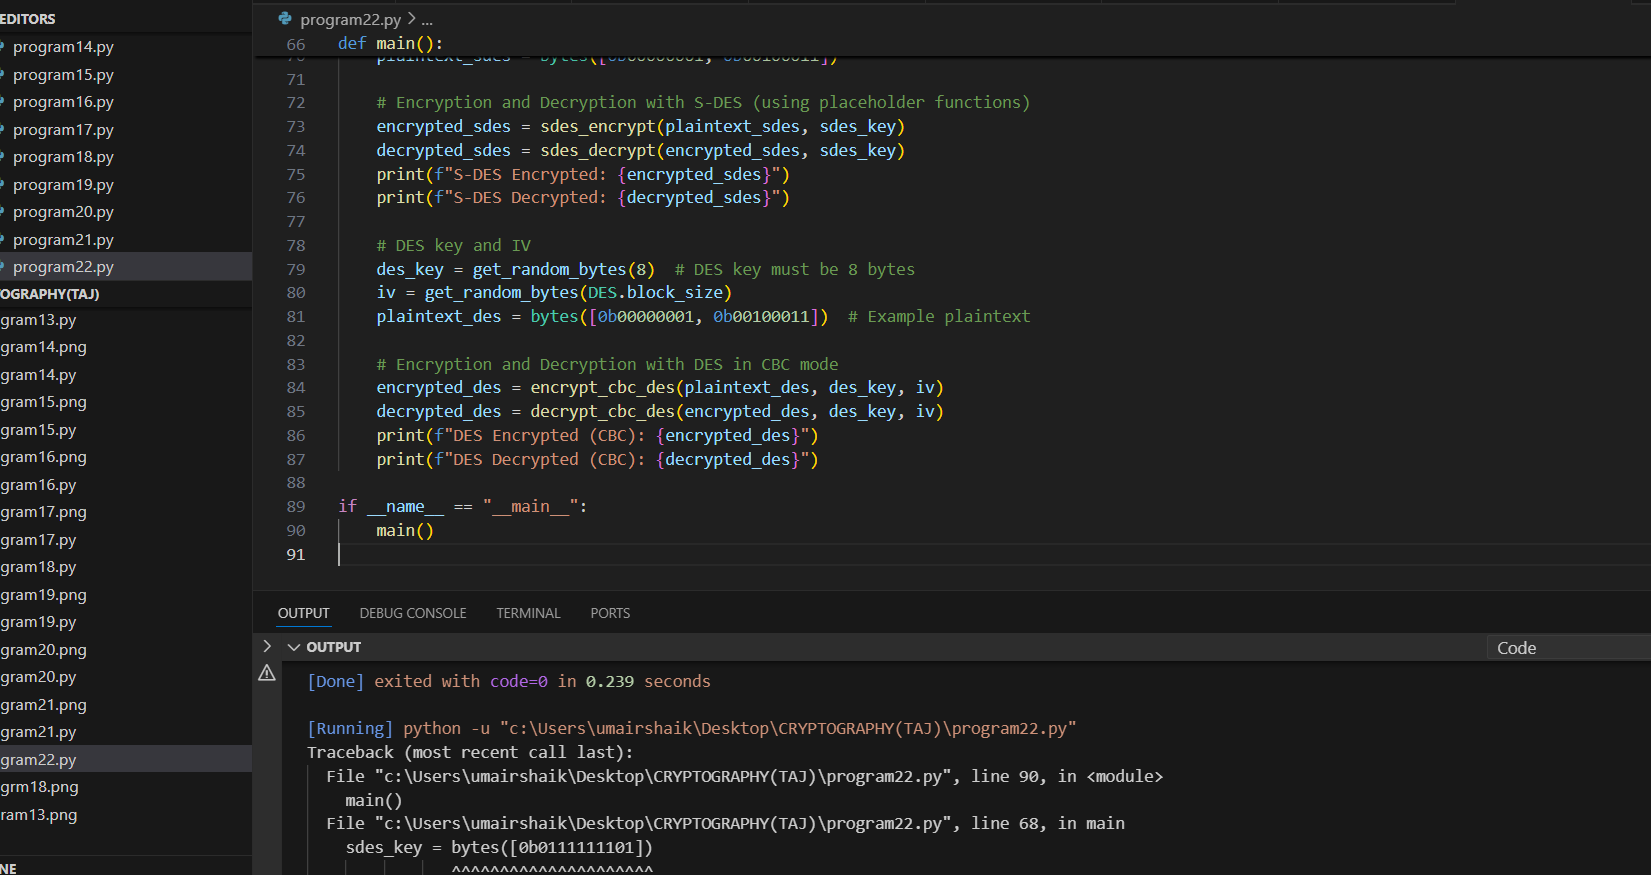 EDITORS
program14.py
program15.py
program16.py
program17.py
program18.py
program19.py
program20.py
program21.py
program22.py
OGRAPHY(TAJ)
gram13.py
gram14.png
gram14.py
gram15.png
gram15.py
gram16.png
gram16.py
gram17.png
gram17.py
gram18.py
gram19.png
gram19.py
gram20.png
gram20.py
gram21.png
gram21.py
gram22.py
grm18.png
ram13.png
NE
program22.py > ...
66 def main():
70 plaintext_sdes = bytes([0b00000001, 0b00100011])
71
72 # Encryption and Decryption with S-DES (using placeholder functions)
73 encrypted_sdes = sdes_encrypt(plaintext_sdes, sdes_key)
74 decrypted_sdes = sdes_decrypt(encrypted_sdes, sdes_key)
75 print(f"S-DES Encrypted: {encrypted_sdes}")
76 print(f"S-DES Decrypted: {decrypted_sdes}")
77
78 # DES key and IV
79 des_key = get_random_bytes(8)  # DES key must be 8 bytes
80 iv = get_random_bytes(DES.block_size)
81 plaintext_des = bytes([0b00000001, 0b00100011])  # Example plaintext
82
83 # Encryption and Decryption with DES in CBC mode
84 encrypted_des = encrypt_cbc_des(plaintext_des, des_key, iv)
85 decrypted_des = decrypt_cbc_des(encrypted_des, des_key, iv)
86 print(f"DES Encrypted (CBC): {encrypted_des}")
87 print(f"DES Decrypted (CBC): {decrypted_des}")
88
89 if __name__ == "__main__":
90 main()
91
OUTPUT DEBUG CONSOLE TERMINAL PORTS
OUTPUT Code
[Done] exited with code=0 in 0.239 seconds
[Running] python -u "c:\Users\umairshaik\Desktop\CRYPTOGRAPHY(TAJ)\program22.py"
Traceback (most recent call last):
File "c:\Users\umairshaik\Desktop\CRYPTOGRAPHY(TAJ)\program22.py", line 90, in <module>
main()
File "c:\Users\umairshaik\Desktop\CRYPTOGRAPHY(TAJ)\program22.py", line 68, in main
sdes_key = bytes([0b0111111101])
^^^^^^^^^^^^^^^^^^^^^